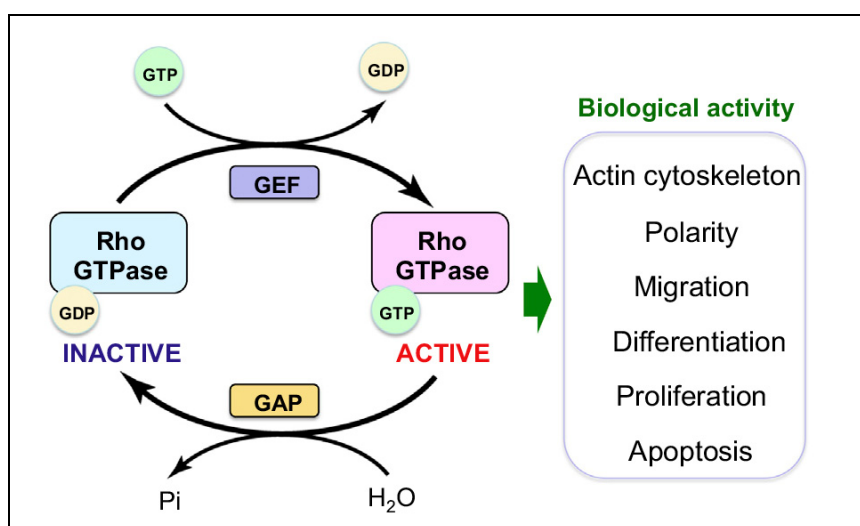 GTP
GDP
GEF
Rho
GTPase
GDP
INACTIVE
Rho
GTPase
GTP
ACTIVE
GAP
Pi
H₂O
Biological activity
Actin cytoskeleton
Polarity
Migration
Differentiation
Proliferation
Apoptosis